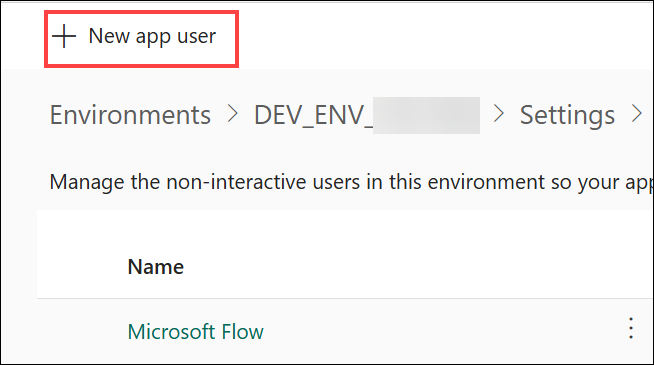 New app user
Environments > DEV_ENV_ > Settings >
Manage the non-interactive users in this environment so your app
Name
Microsoft Flow